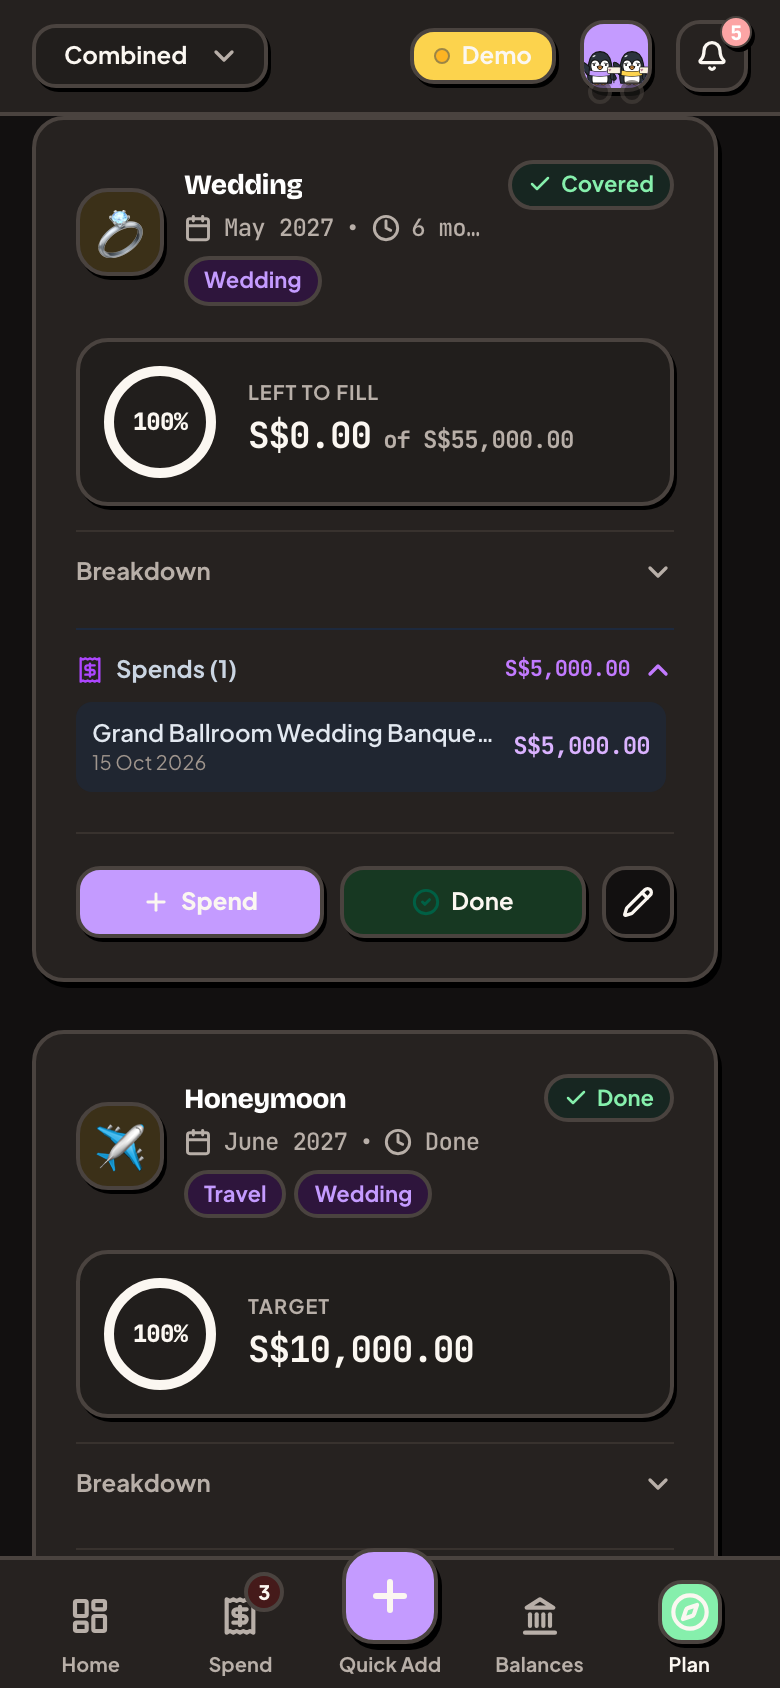 Combined
Demo
5
Wedding
Covered
May 2027 • 6 mo…
Wedding
100%
LEFT TO FILL
S$0.00 of S$55,000.00
Breakdown
Spends (1)
S$5,000.00
Grand Ballroom Wedding Banque…
S$5,000.00
15 Oct 2026
+ Spend
Done
Honeymoon
Done
June 2027 • Done
Travel
Wedding
100%
TARGET
S$10,000.00
Breakdown
3
Home
Spend
Quick Add
Balances
Plan